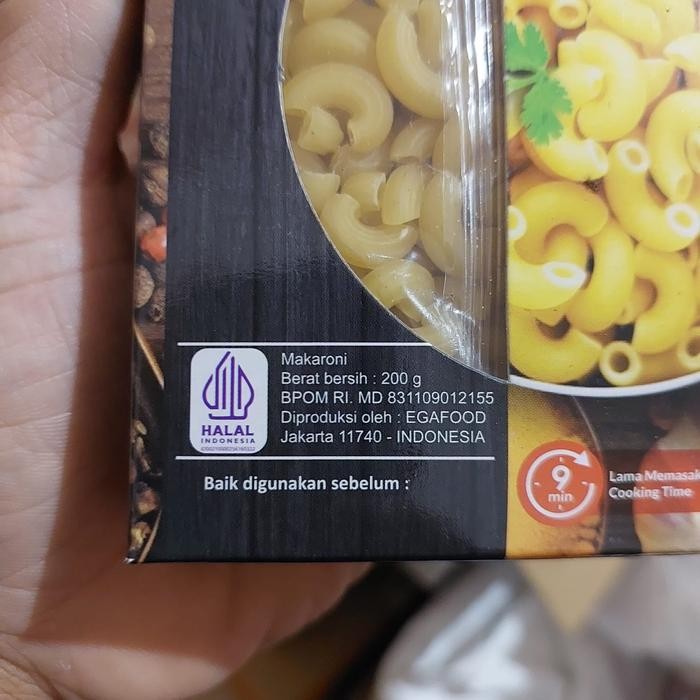 Makaroni
Berat bersih : 200 g
BPOM RI. MD 831109012155
Diproduksi oleh : EGAFOOD
Jakarta 11740 - INDONESIA
HALAL
INDONESIA
Baik digunakan sebelum :
9
min
Lama Memasak
Cooking Time